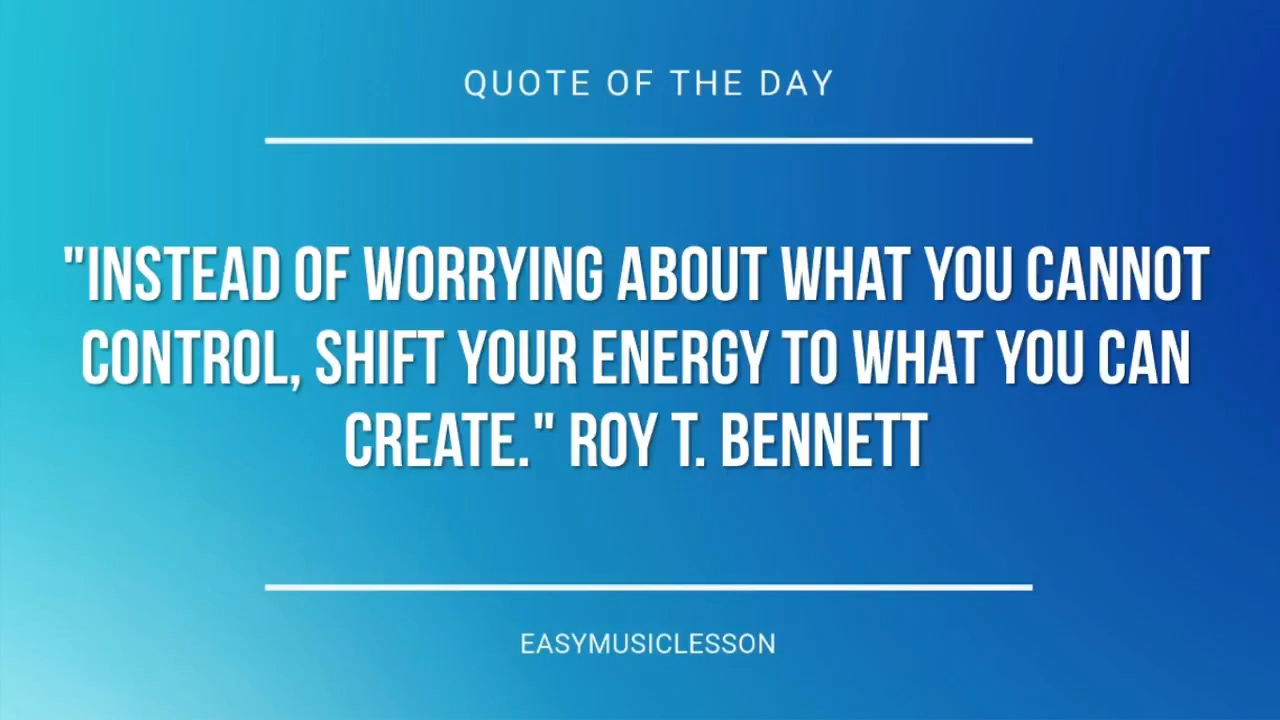 QUOTE OF THE DAY
"INSTEAD OF WORRYING ABOUT WHAT YOU CANNOT
CONTROL, SHIFT YOUR ENERGY TO WHAT YOU CAN
CREATE." ROY T. BENNETT
EASYMUSICLESSON